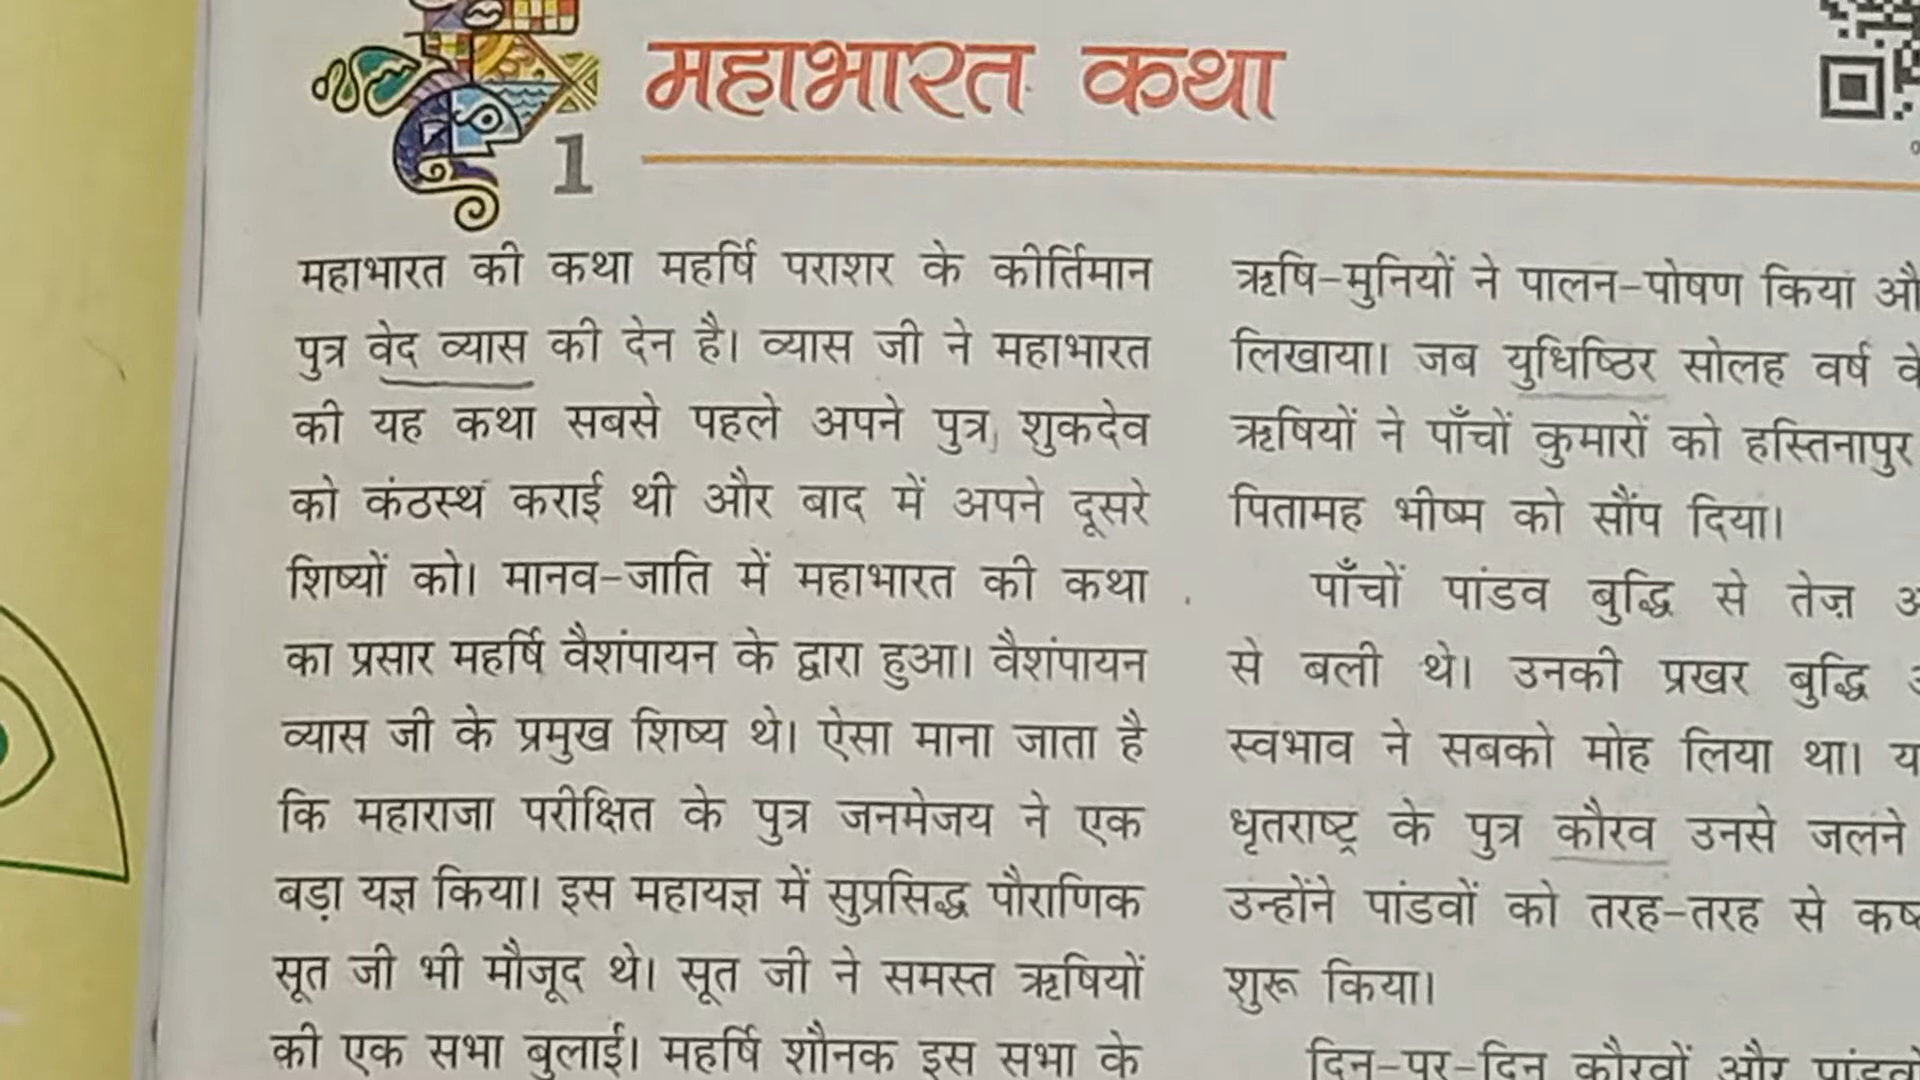 महाभारत कथा
1
महाभारत की कथा महर्षि पराशर के कीर्तिमान
पुत्र वेद व्यास की देन है। व्यास जी ने महाभारत
की यह कथा सबसे पहले अपने पुत्र शुकदेव
को कंठस्थ कराई थी और बाद में अपने दूसरे
शिष्यों को। मानव-जाति में महाभारत की कथा
का प्रसार महर्षि वैशंपायन के द्वारा हुआ। वैशंपायन
व्यास जी के प्रमुख शिष्य थे। ऐसा माना जाता है
कि महाराजा परीक्षित के पुत्र जनमेजय ने एक
बड़ा यज्ञ किया। इस महायज्ञ में सुप्रसिद्ध पौराणिक
सूत जी भी मौजूद थे। सूत जी ने समस्त ऋषियों
की एक सभा बुलाई। महर्षि शौनक इस सभा के
ऋषि-मुनियों ने पालन-पोषण किया
लिखाया। जब युधिष्ठिर सोलह वर्ष
ऋषियों ने पाँचों कुमारों को हस्तिनापुर
पितामह भीष्म को सौंप दिया।
पाँचों पांडव बुद्धि से तेज़
से बली थे। उनकी प्रखर बुद्धि
स्वभाव ने सबको मोह लिया था।
धृतराष्ट्र के पुत्र कौरव उनसे जलने
उन्होंने पांडवों को तरह-तरह से
शुरू किया।
दिन-पर-दिन कौरवों और